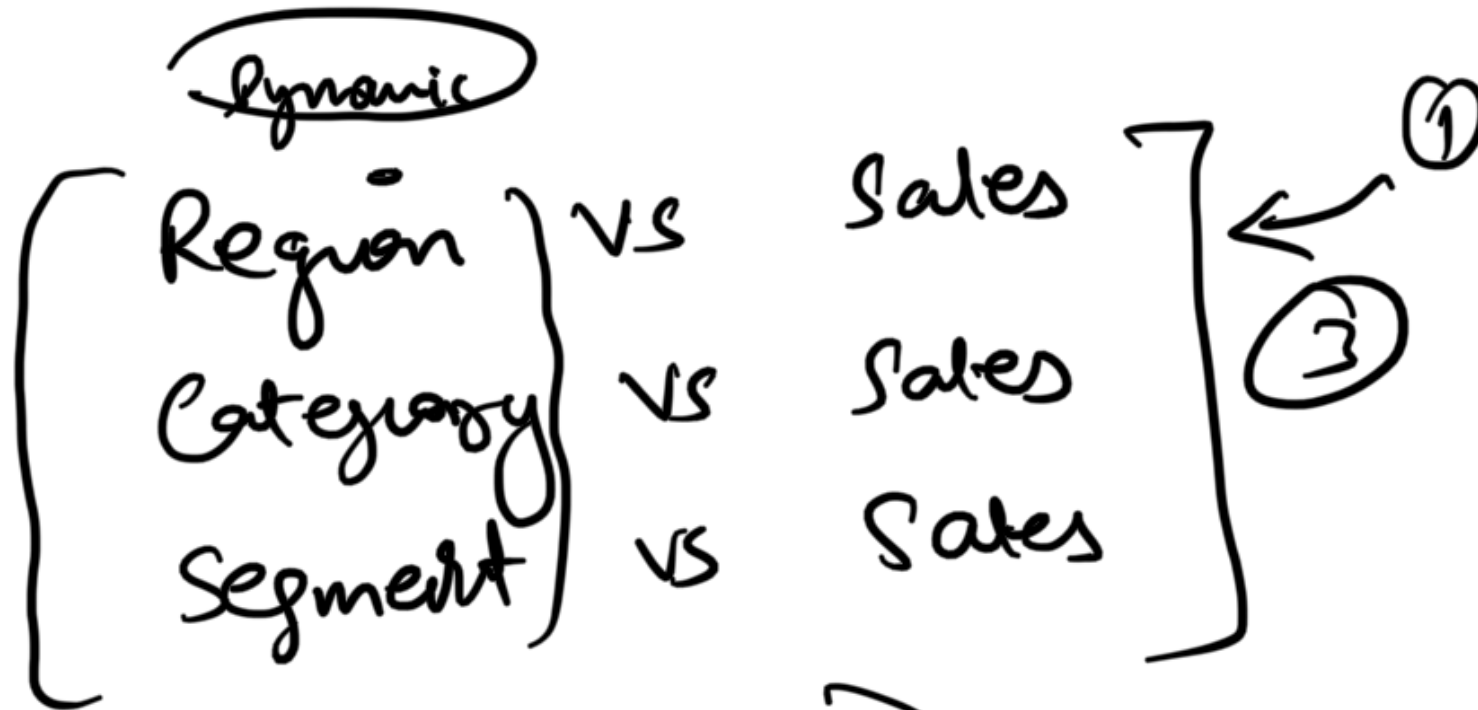 Dynamic
Region vs Sales
1
Category vs Sales
3
Segment vs Sales